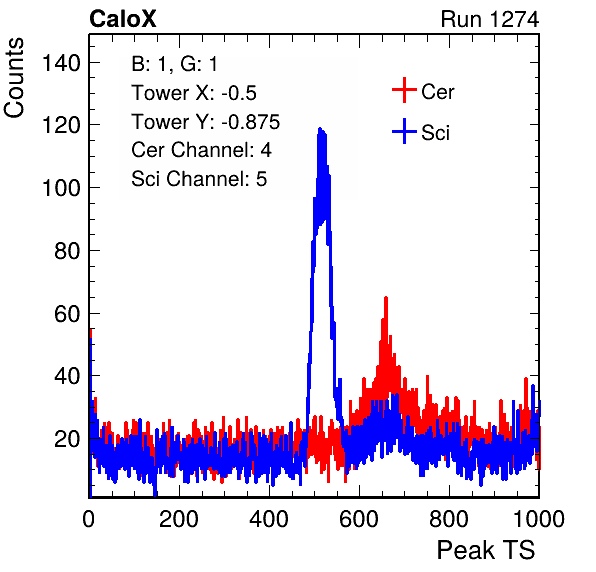 CaloX Run 1274
B: 1, G: 1
Tower X: -0.5
Tower Y: -0.875
Cer Channel: 4
Sci Channel: 5
Cer
Sci
Counts
140
120
100
80
60
40
20
0 200 400 600 800 1000
Peak TS